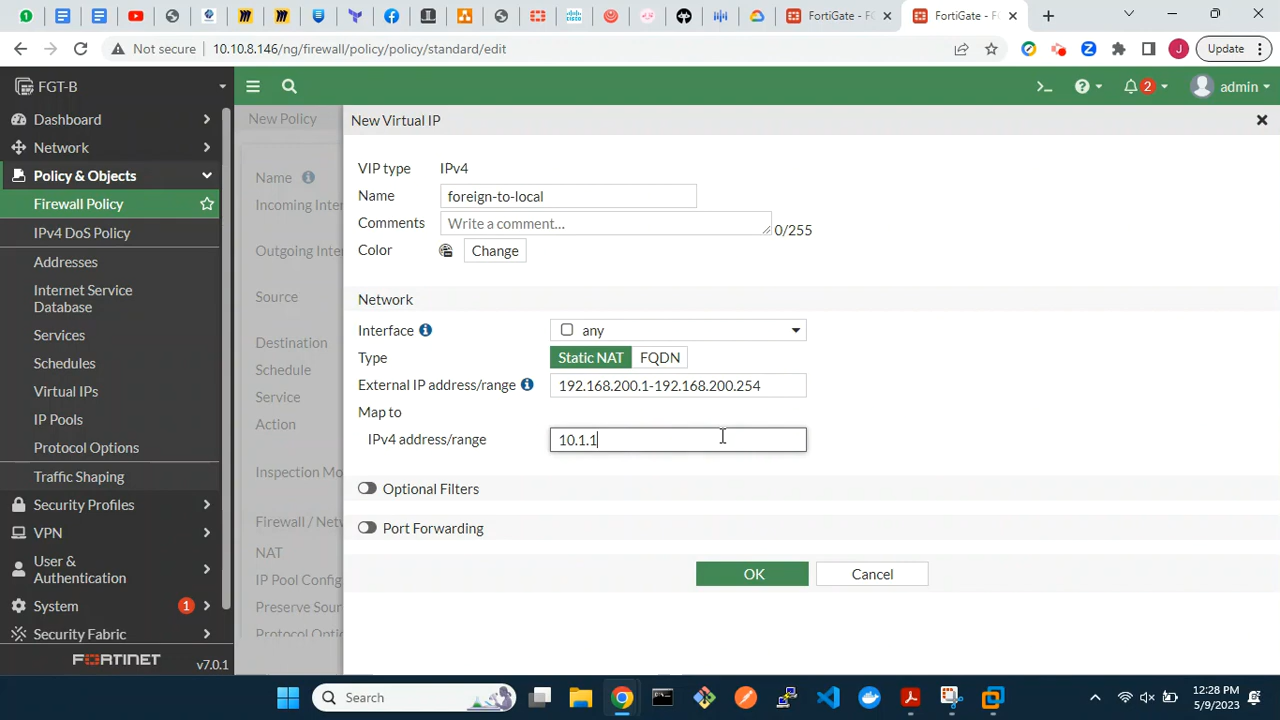 FortiGate - F
FortiGate - F
Not secure
10.10.8.146/ng/firewall/policy/policy/standard/edit
J
Update
FGT-B
2
admin
Dashboard
Network
Policy & Objects
Firewall Policy
IPv4 DoS Policy
Addresses
Internet Service
Database
Services
Schedules
Virtual IPs
IP Pools
Protocol Options
Traffic Shaping
Security Profiles
VPN
User &
Authentication
System
1
Security Fabric
FORTINET
v7.0.1
New Policy
Name
Incoming Inter
Outgoing Inter
Source
Destination
Schedule
Service
Action
Inspection Mo
Firewall / Netw
NAT
IP Pool Config
Preserve Sour
Protocol Optio
New Virtual IP
VIP type IPv4
Name foreign-to-local
Comments Write a comment... 0/255
Color Change
Network
Interface any
Type Static NAT FQDN
External IP address/range 192.168.200.1-192.168.200.254
Map to
IPv4 address/range 10.1.1
Optional Filters
Port Forwarding
OK Cancel
Search
12:28 PM
5/9/2023